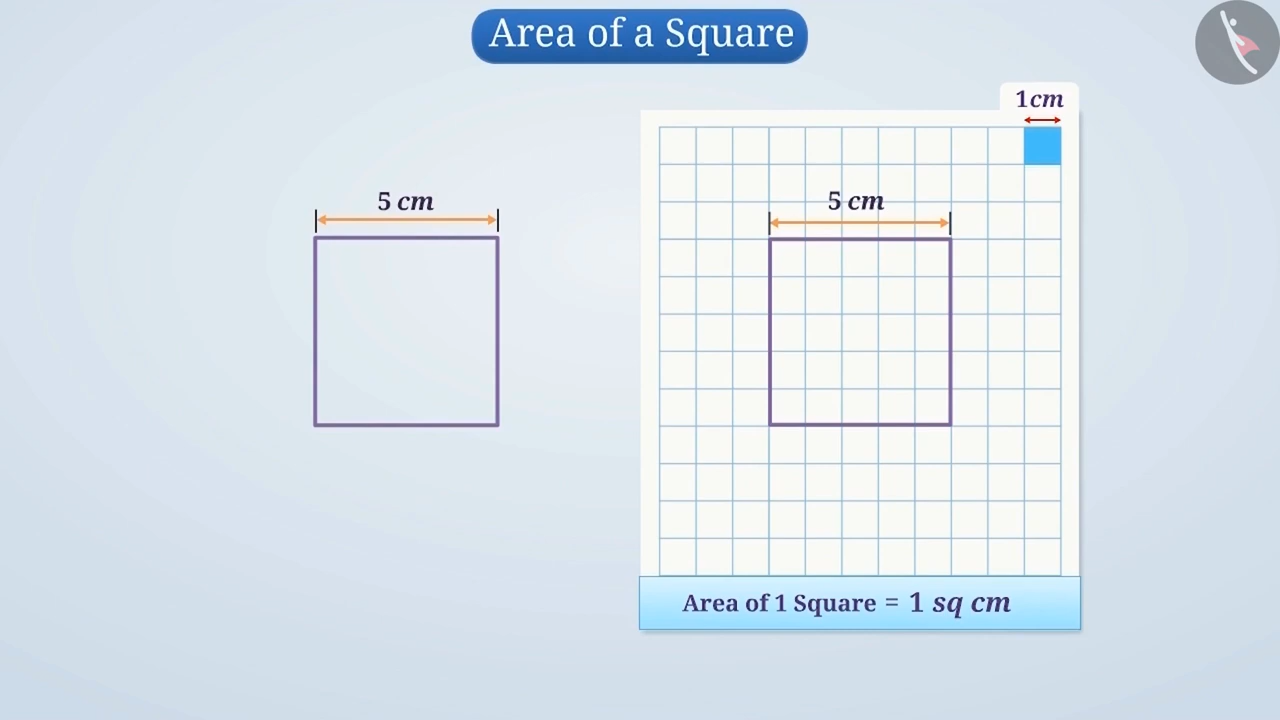 Area of a Square
1cm
5 cm
5 cm
Area of 1 Square = 1 sq cm